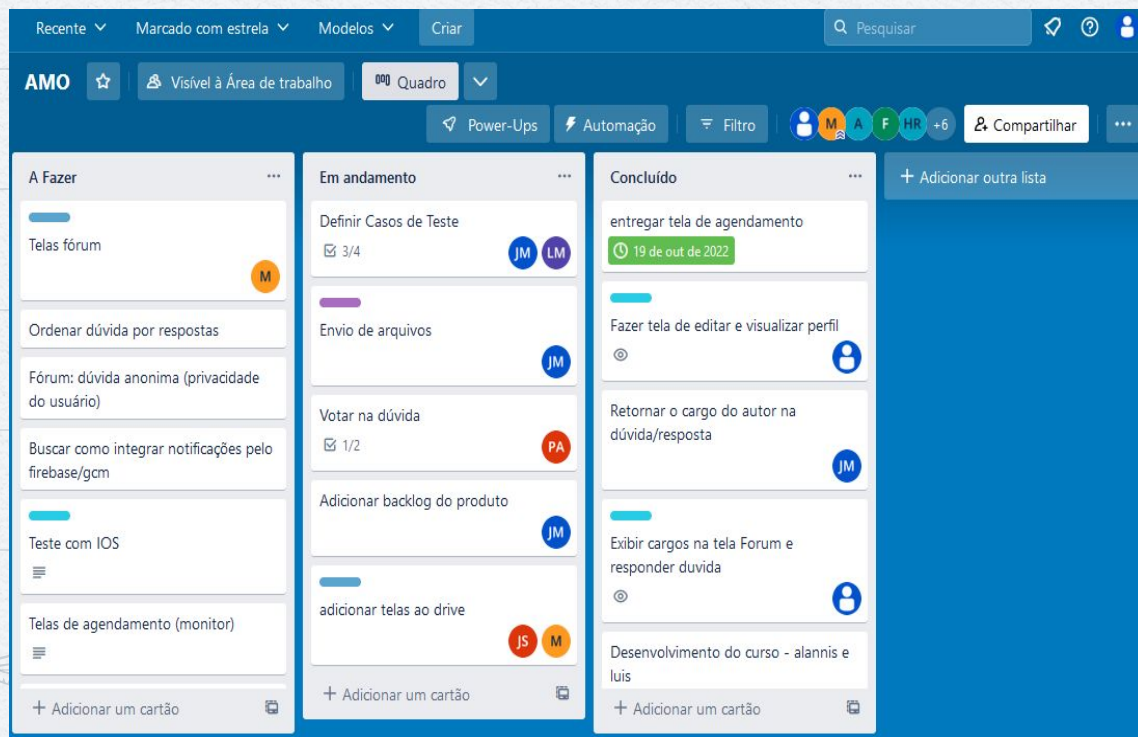 Recente
Marcado com estrela
Modelos
Criar
Pesquisar
AMO
Visível à Área de trabalho
Quadro
Power-Ups
Automação
Filtro
M
A
F
HR
+6
Compartilhar
A Fazer
Telas fórum
M
Ordenar dúvida por respostas
Fórum: dúvida anonima (privacidade
do usuário)
Buscar como integrar notificações pelo
firebase/gcm
Teste com IOS
Telas de agendamento (monitor)
+ Adicionar um cartão
Em andamento
Definir Casos de Teste
3/4
JM
LM
Envio de arquivos
JM
Votar na dúvida
1/2
PA
Adicionar backlog do produto
JM
adicionar telas ao drive
JS
M
+ Adicionar um cartão
Concluído
entregar tela de agendamento
19 de out de 2022
Fazer tela de editar e visualizar perfil
Retornar o cargo do autor na
dúvida/resposta
JM
Exibir cargos na tela Forum e
responder duvida
Desenvolvimento do curso - alannis e
luis
+ Adicionar um cartão
+ Adicionar outra lista